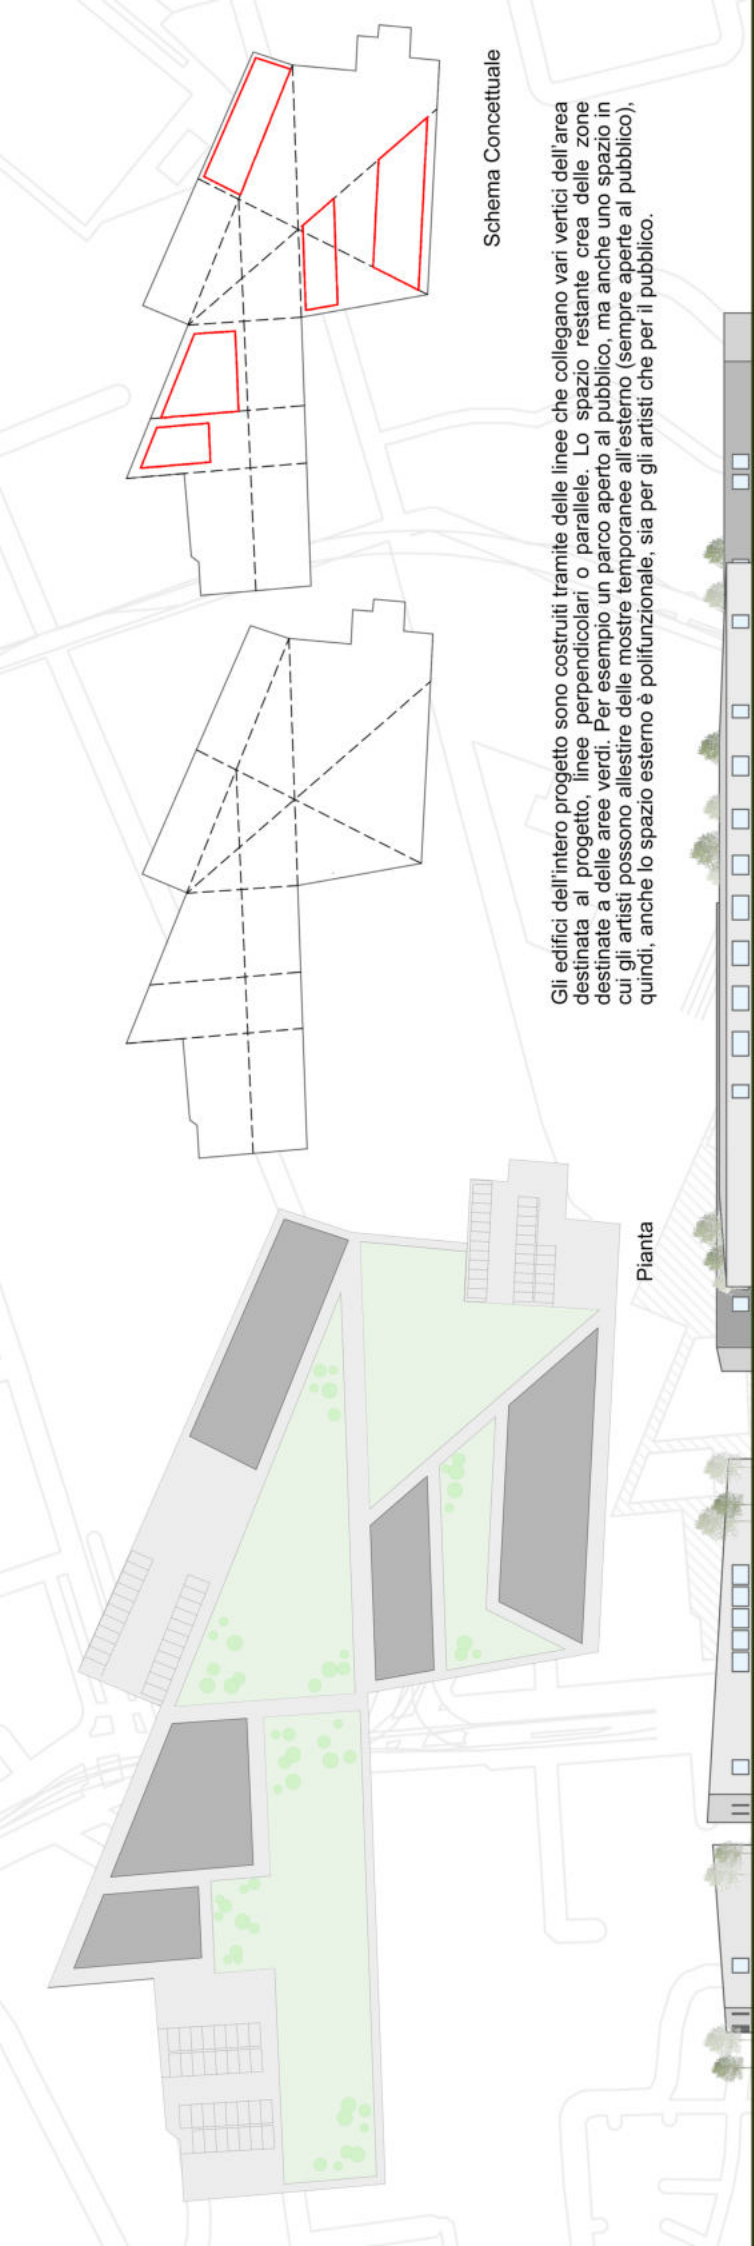 Schema Concettuale
Gli edifici dell'intero progetto sono costruiti tramite delle linee che collegano vari vertici dell'area
destinata al progetto, linee perpendicolari o parallele. Lo spazio restante crea delle zone
destinate a delle aree verdi. Per esempio un parco aperto al pubblico, ma anche uno spazio in
cui gli artisti possono allestire delle mostre temporanee all'esterno (sempre aperte al pubblico),
quindi, anche lo spazio esterno è polifunzionale, sia per gli artisti che per il pubblico.
Pianta